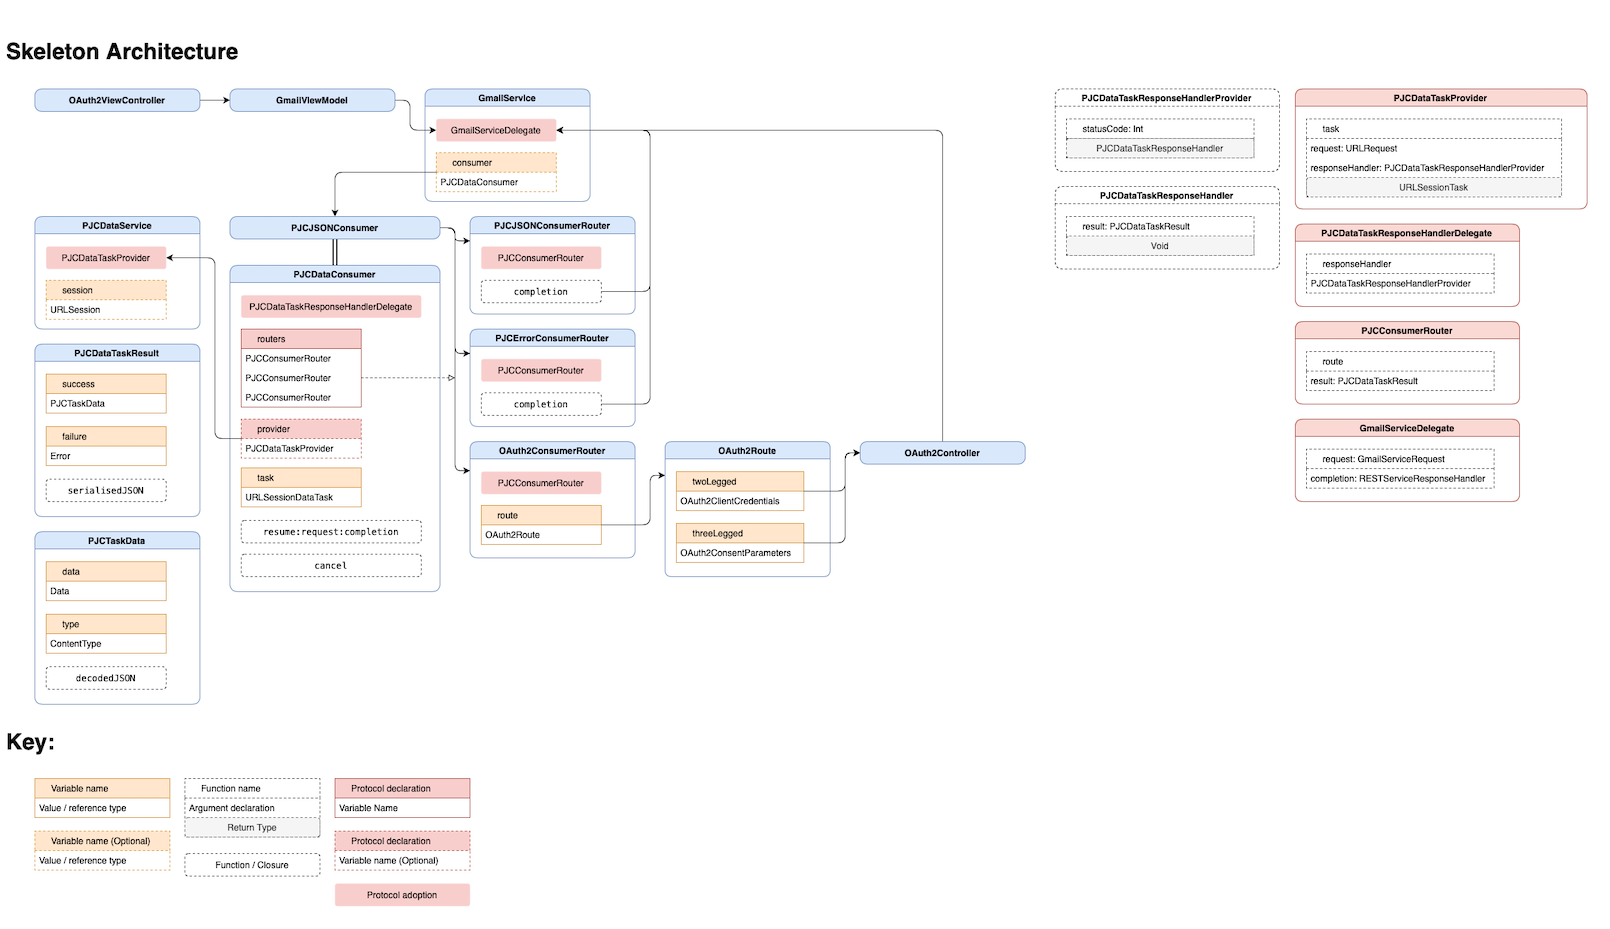 Skeleton Architecture
OAuth2ViewController
GmailViewModel
GmailService
GmailServiceDelegate
consumer
PJCDataConsumer
PJCDataService
PJCDataTaskProvider
session
URLSession
PJCDataTaskResult
success
PJCTaskData
failure
Error
serialisedJSON
PJCTaskData
data
Data
type
ContentType
decodedJSON
PJCJSONConsumer
PJCDataConsumer
PJCDataTaskResponseHandlerDelegate
routers
PJCConsumerRouter
PJCConsumerRouter
PJCConsumerRouter
provider
PJCDataTaskProvider
task
URLSessionDataTask
resume:request:completion
cancel
PJCJSONConsumerRouter
PJCConsumerRouter
completion
PJCErrorConsumerRouter
PJCConsumerRouter
completion
OAuth2ConsumerRouter
PJCConsumerRouter
route
OAuth2Route
OAuth2Route
twoLegged
OAuth2ClientCredentials
threeLegged
OAuth2ConsentParameters
OAuth2Controller
PJCDataTaskResponseHandlerProvider
statusCode: Int
PJCDataTaskResponseHandler
PJCDataTaskResponseHandler
result: PJCDataTaskResult
Void
PJCDataTaskProvider
task
request: URLRequest
responseHandler: PJCDataTaskResponseHandlerProvider
URLSessionTask
PJCDataTaskResponseHandlerDelegate
responseHandler
PJCDataTaskResponseHandlerProvider
PJCConsumerRouter
route
result: PJCDataTaskResult
GmailServiceDelegate
request: GmailServiceRequest
completion: RESTServiceResponseHandler
Key:
Variable name
Value / reference type
Variable name (Optional)
Value / reference type
Function name
Argument declaration
Return Type
Function / Closure
Protocol declaration
Variable Name
Protocol declaration
Variable name (Optional)
Protocol adoption